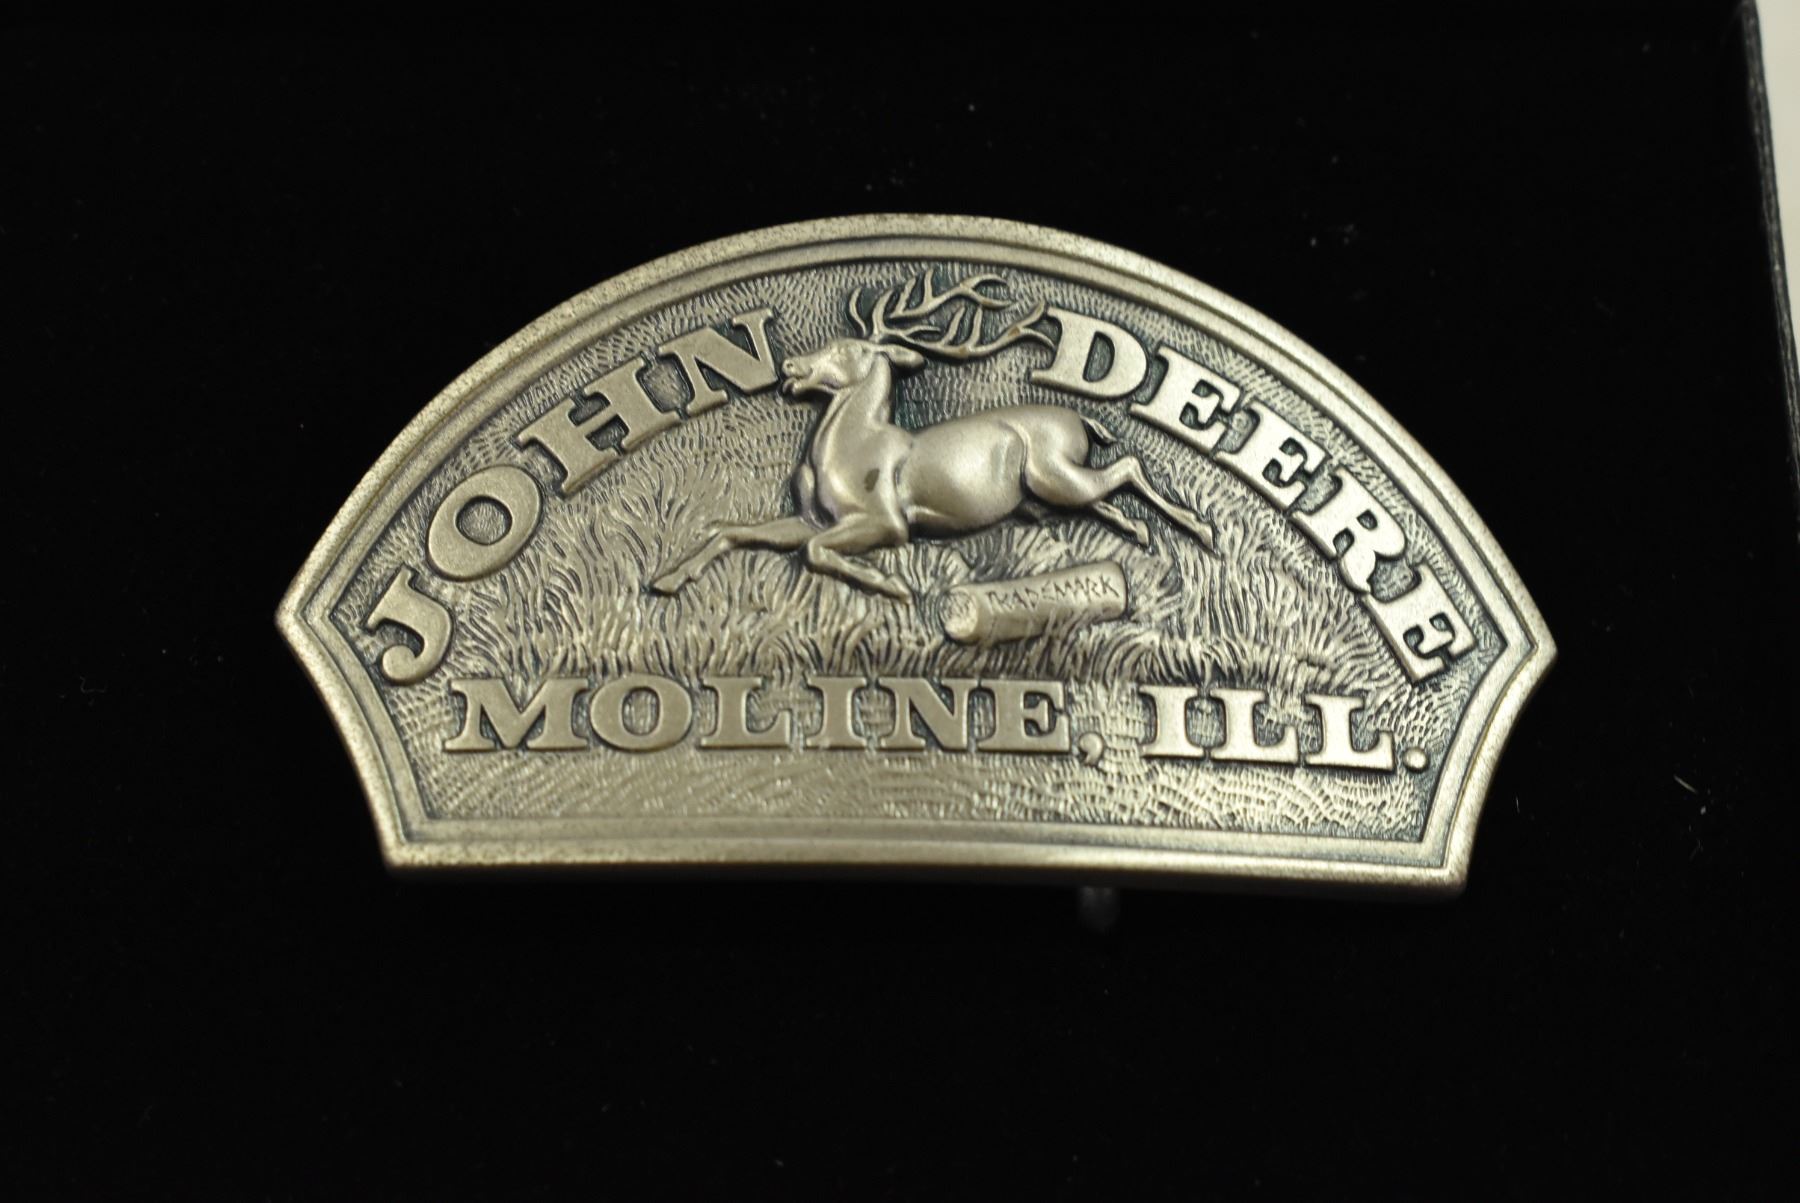 JOHN DEERE
TRADEMARK
MOLINE, ILL.